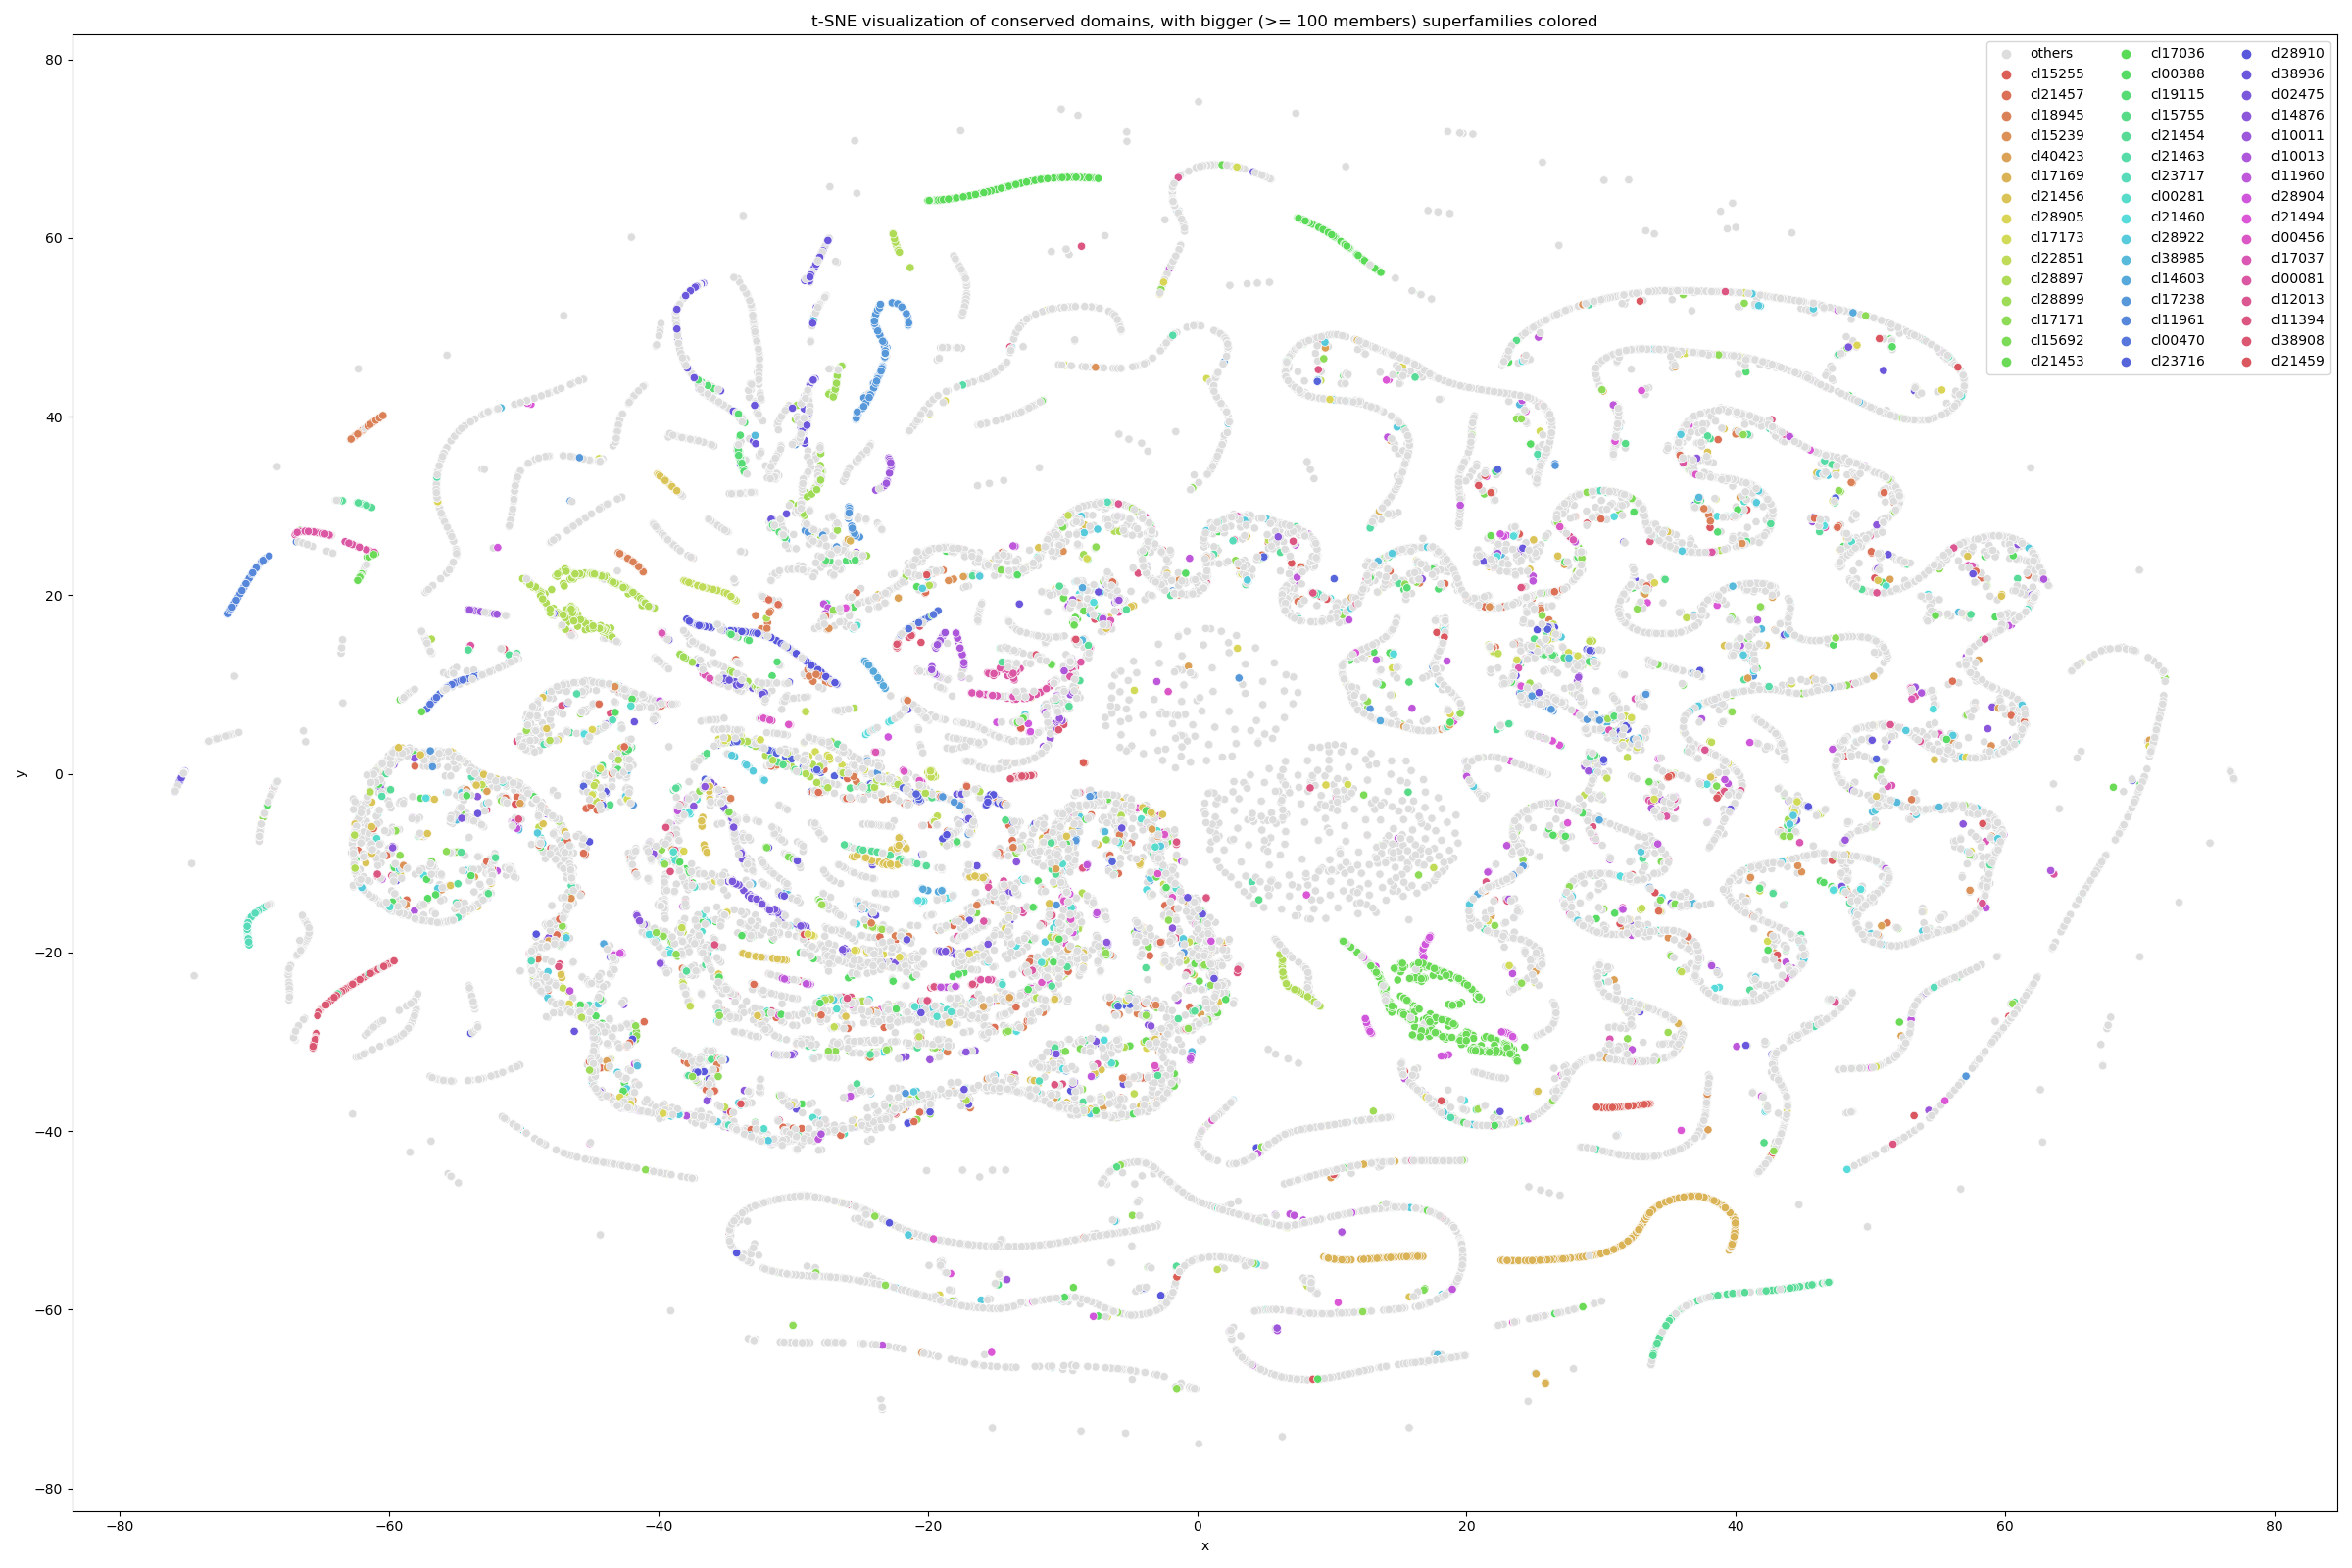 t-SNE visualization of conserved domains, with bigger (>= 100 members) superfamilies colored
others
cl15255
cl21457
cl18945
cl15239
cl40423
cl17169
cl21456
cl28905
cl17173
cl22851
cl28897
cl28899
cl17171
cl15692
cl21453
cl17036
cl00388
cl19115
cl15755
cl21454
cl21463
cl23717
cl00281
cl21460
cl28922
cl38985
cl14603
cl17238
cl11961
cl00470
cl23716
cl28910
cl38936
cl02475
cl14876
cl10011
cl10013
cl11960
cl28904
cl21494
cl00456
cl17037
cl00081
cl12013
cl11394
cl38908
cl21459
y
80
60
40
20
0
−20
−40
−60
−80
−80 −60 −40 −20 0 20 40 60 80
x